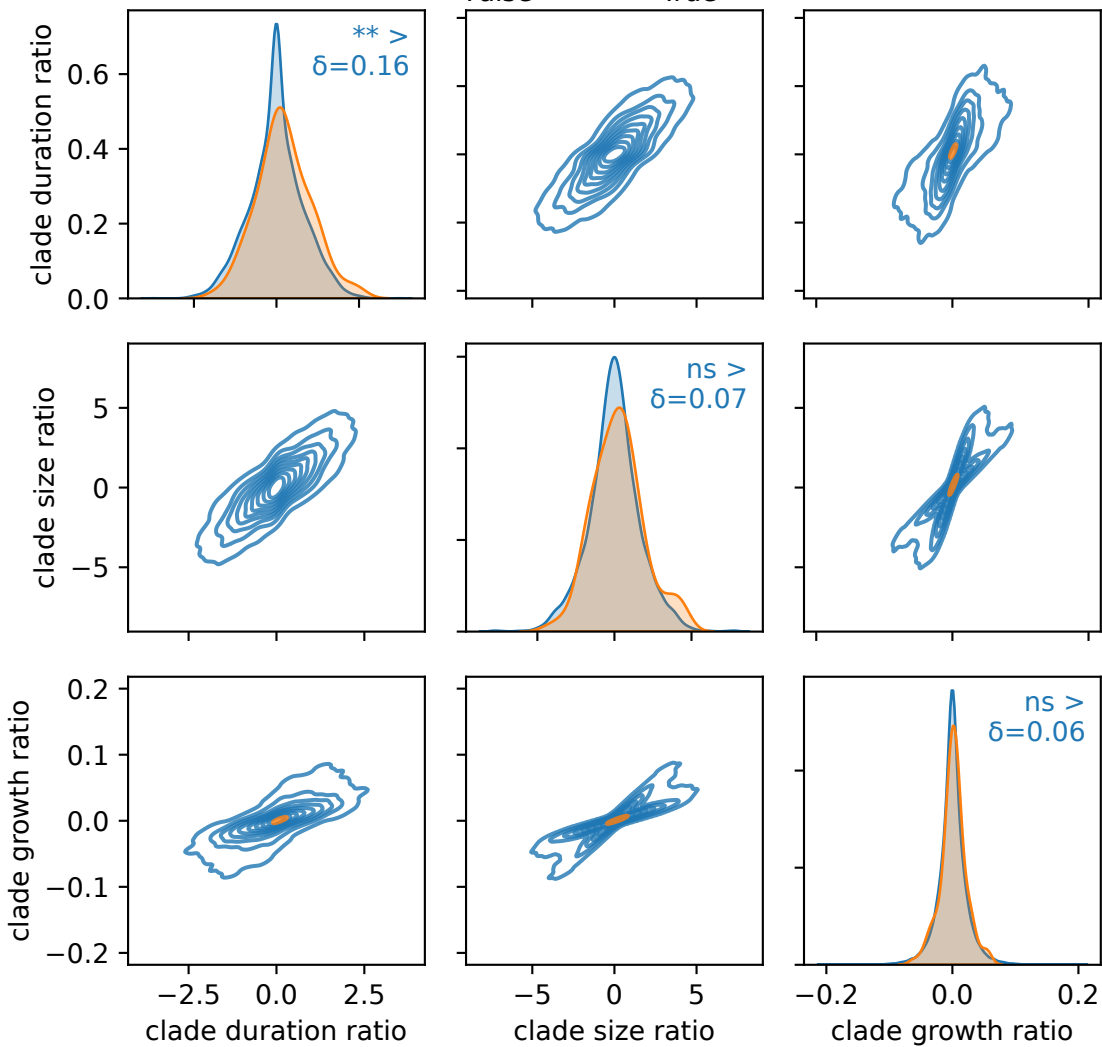 ** >
δ=0.16
clade duration ratio
0.6
0.4
0.2
0.0
ns >
δ=0.07
clade size ratio
5
0
−5
ns >
δ=0.06
clade growth ratio
0.2
0.1
0.0
−0.1
−0.2
−2.5 0.0 2.5
−5 0 5
−0.2 0.0 0.2
clade duration ratio
clade size ratio
clade growth ratio